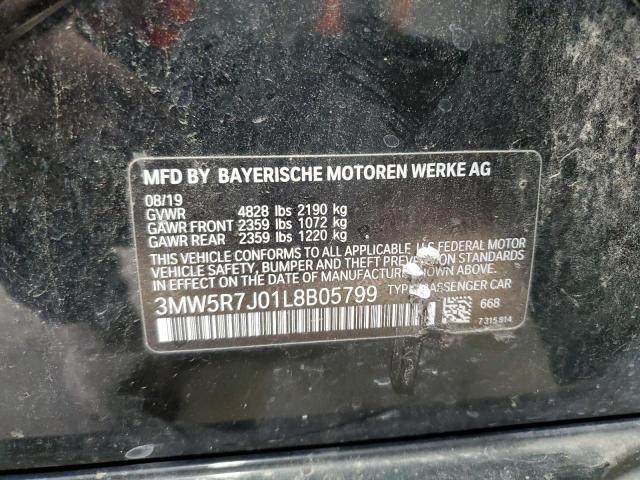 MFD BY BAYERISCHE MOTOREN WERKE AG
08/19
GVWR 4828 lbs 2190 kg
GAWR FRONT 2359 lbs 1072 kg
GAWR REAR 2359 lbs 1220 kg
THIS VEHICLE CONFORMS TO ALL APPLICABLE U.S FEDERAL MOTOR
VEHICLE SAFETY, BUMPER AND THEFT PREVENTION STANDARDS
IN EFFECT ON THE DATE OF MANUFACTURE SHOWN ABOVE.
3MW5R7J01L8B05799 TYPE: PASSENGER CAR
668
7 315 814